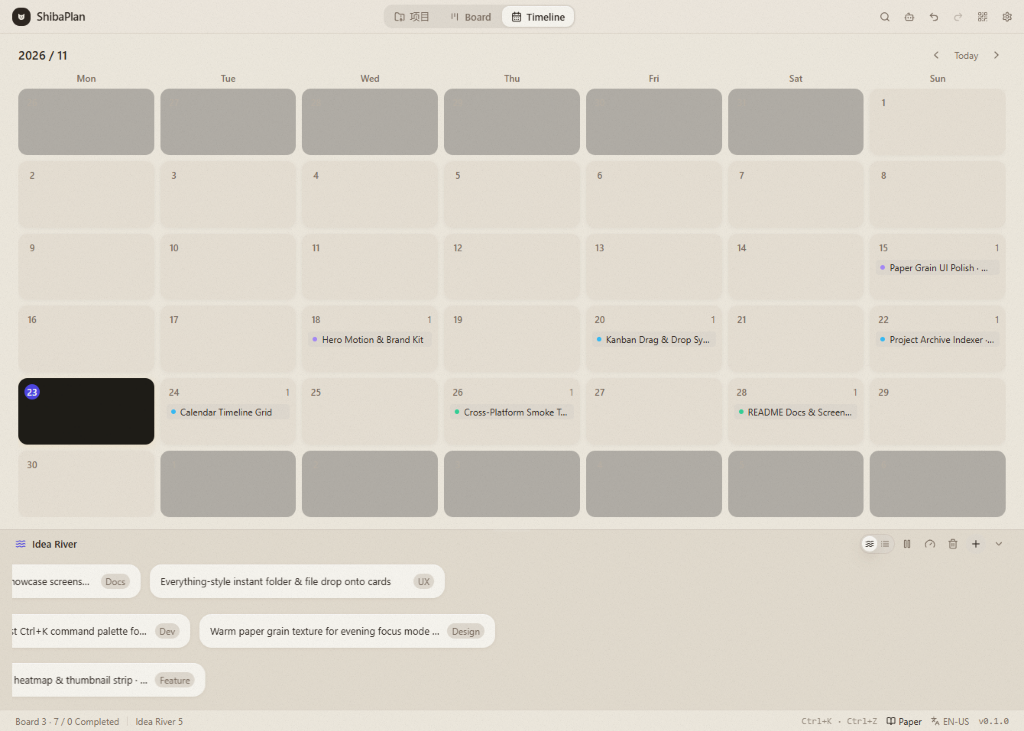 ShibaPlan
项目
Board
Timeline
2026 / 11
Today
Mon Tue Wed Thu Fri Sat Sun
1
2 3 4 5 6 7 8
9 10 11 12 13 14 15 1
Paper Grain UI Polish · ...
16 17 18 1 19 20 1 21 22 1
Hero Motion & Brand Kit
Kanban Drag & Drop Sy...
Project Archive Indexer ·...
23 24 1 25 26 1 27 28 1 29
Calendar Timeline Grid
Cross-Platform Smoke T...
README Docs & Screen...
30
Idea River
howcase screens... Docs
Everything-style instant folder & file drop onto cards UX
st Ctrl+K command palette fo... Dev
Warm paper grain texture for evening focus mode ... Design
heatmap & thumbnail strip · ... Feature
Board 3 · 7 / 0 Completed
Idea River 5
Ctrl+K · Ctrl+Z
Paper
EN-US
v0.1.0